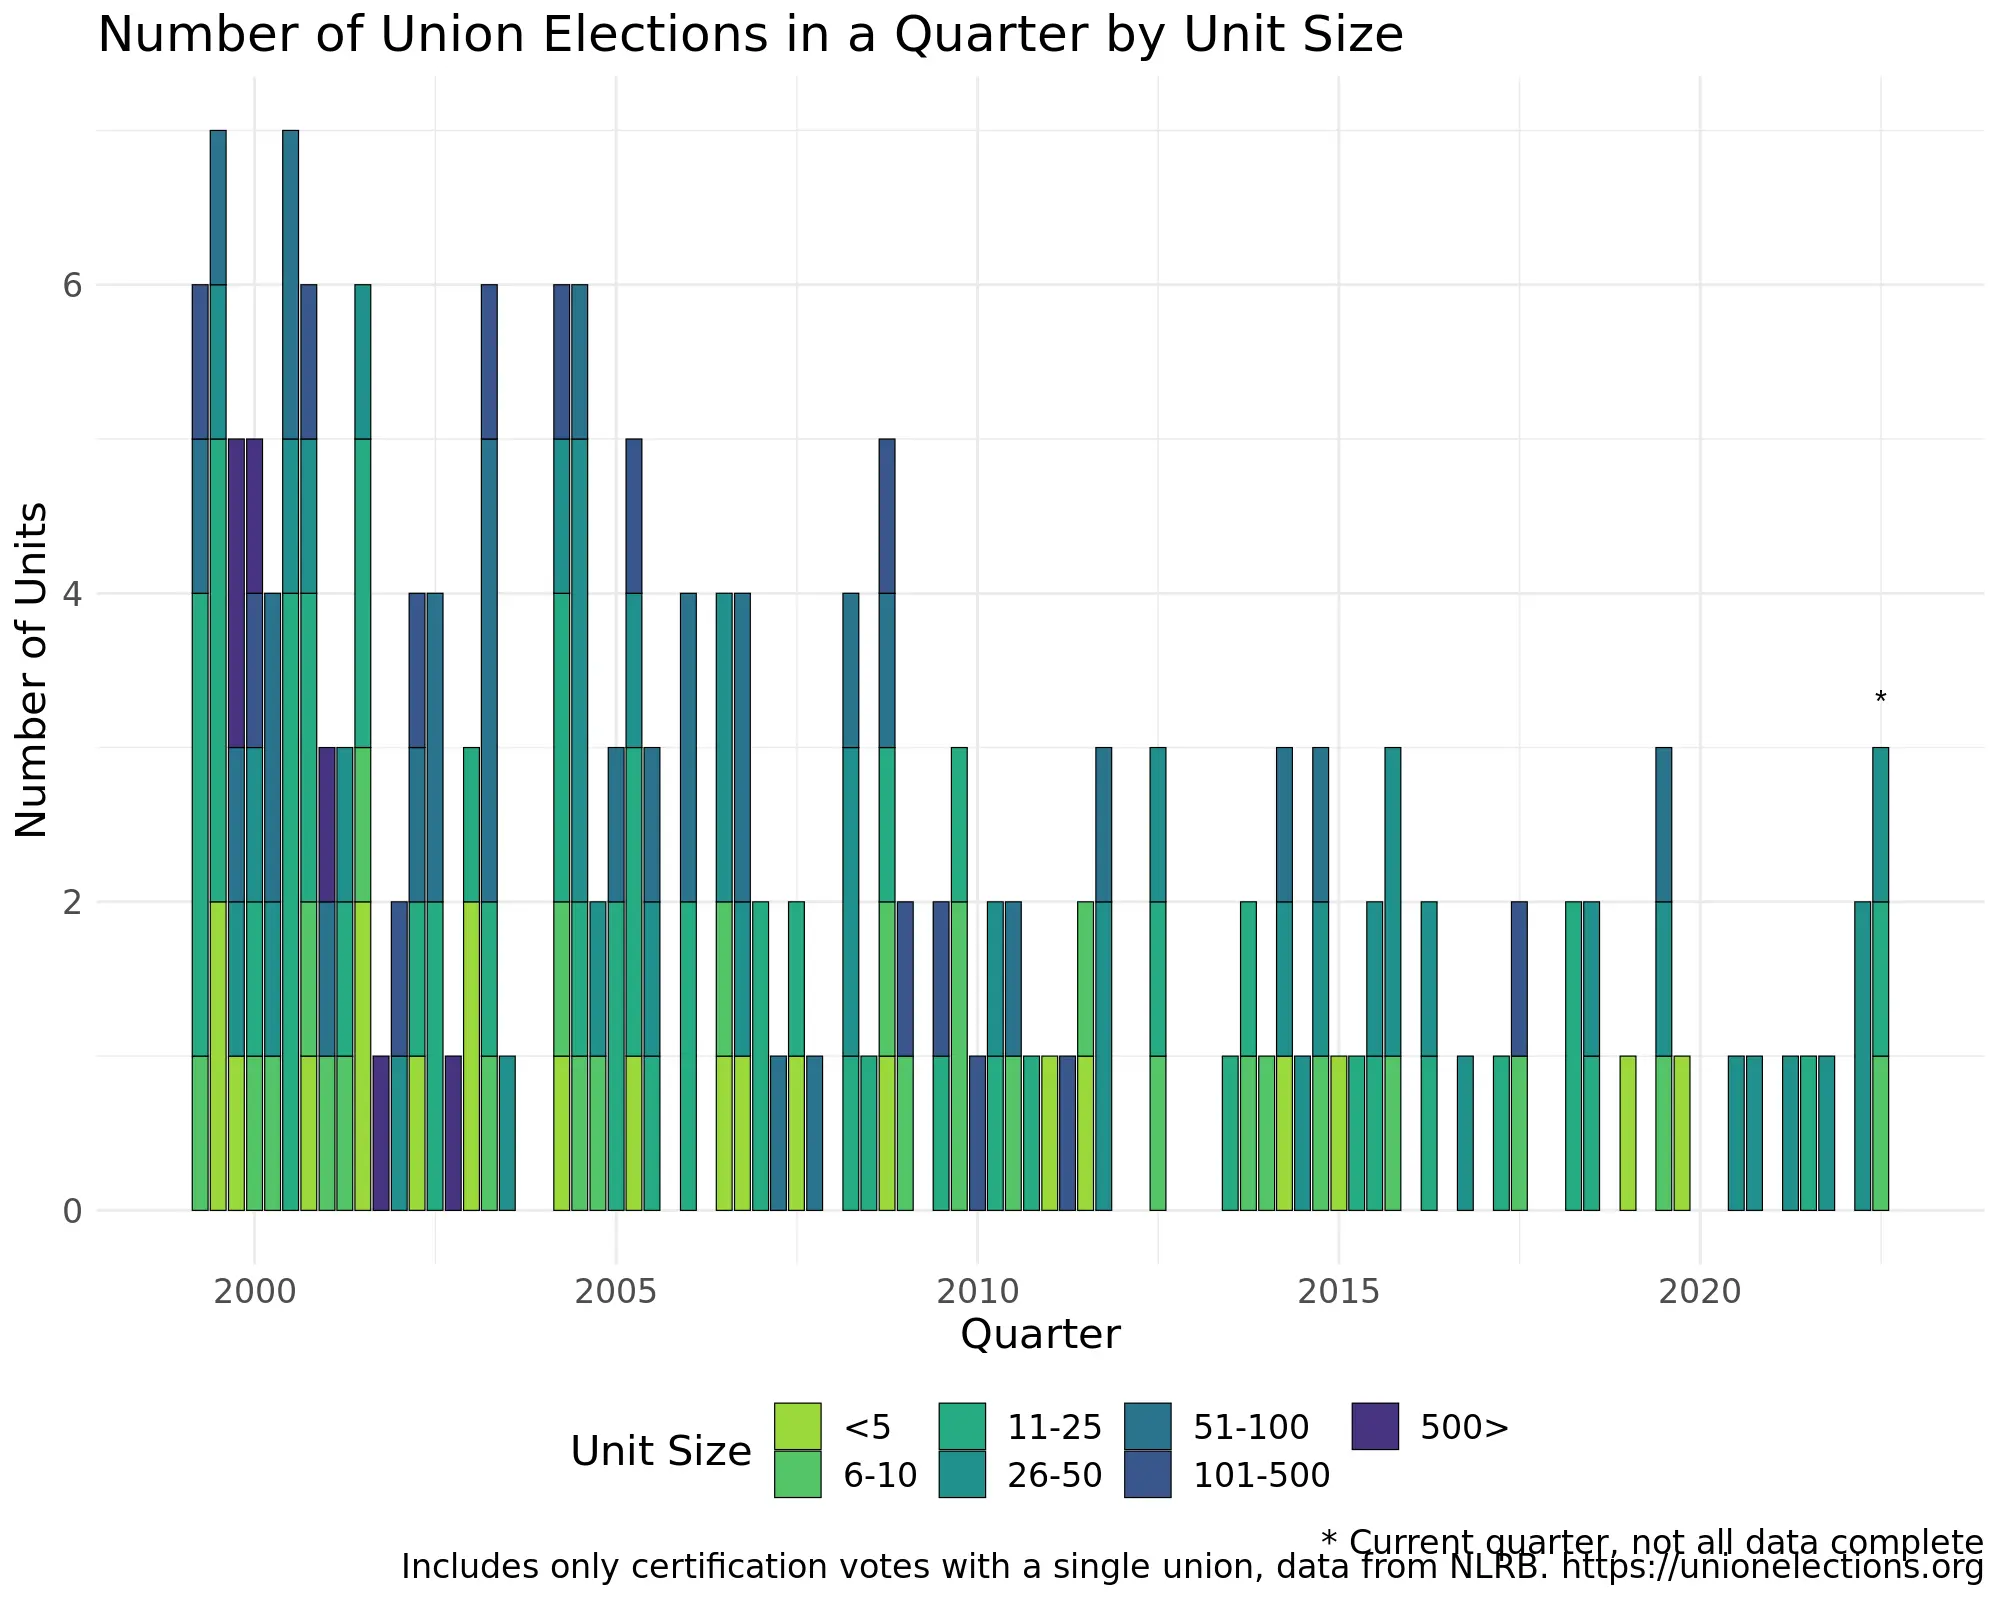 Number of Union Elections in a Quarter by Unit Size
Number of Units
6
4
2
0
*
2000 2005 2010 2015 2020
Quarter
Unit Size
<5 11-25 51-100 500>
6-10 26-50 101-500
* Current quarter, not all data complete
Includes only certification votes with a single union, data from NLRB. https://unionelections.org